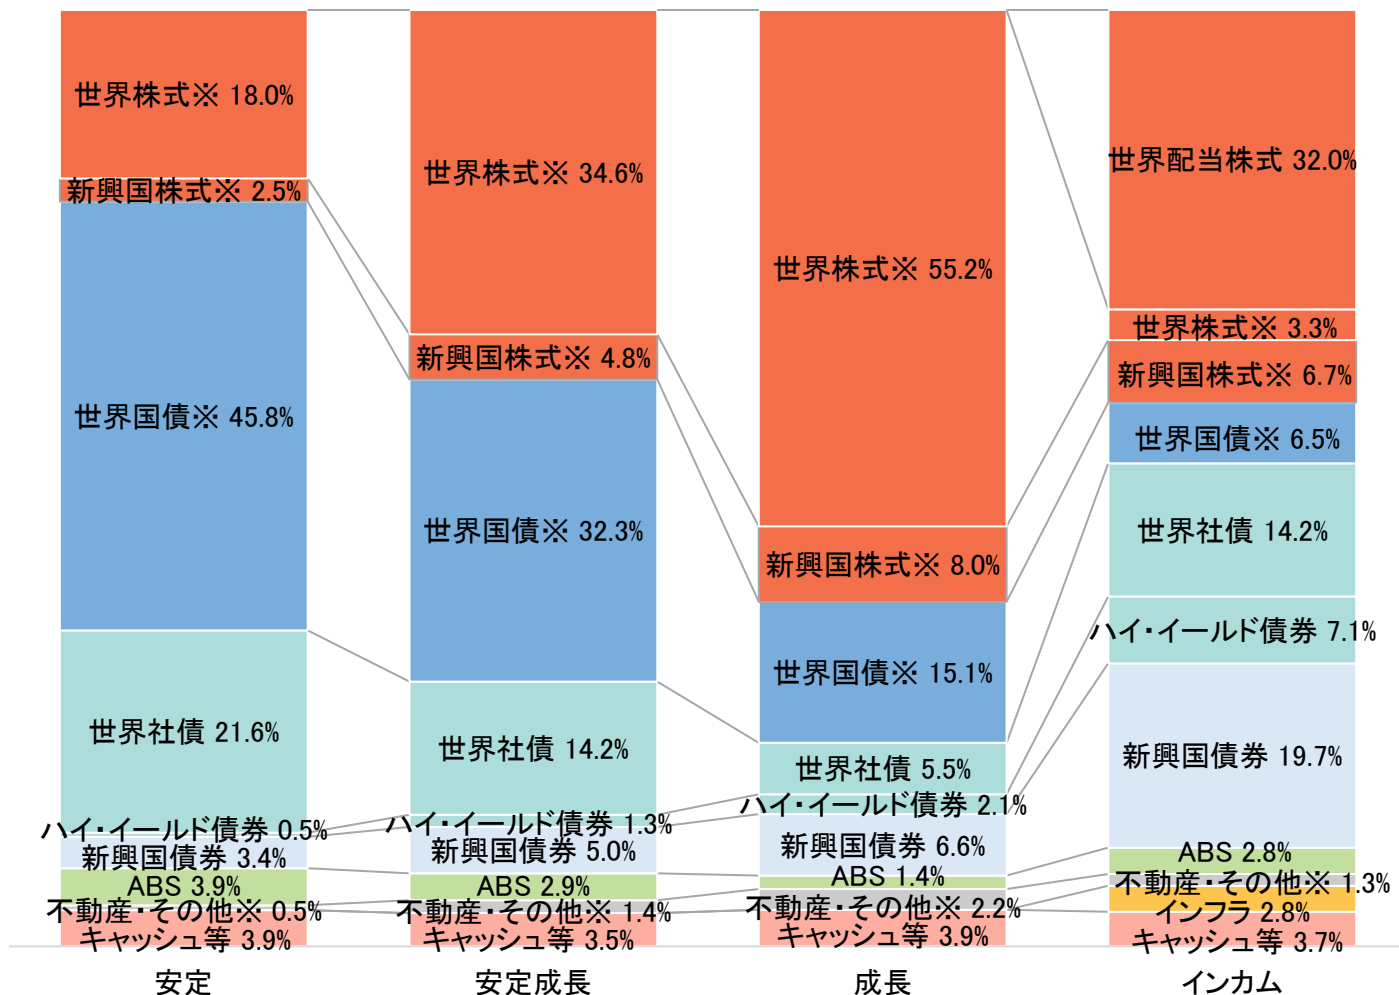 世界株式※ 18.0%
新興国株式※ 2.5%
世界国債※ 45.8%
世界社債 21.6%
ハイ・イールド債券 0.5%
新興国債券 3.4%
ABS 3.9%
不動産・その他※ 0.5%
キャッシュ等 3.9%
安定
世界株式※ 34.6%
新興国株式※ 4.8%
世界国債※ 32.3%
世界社債 14.2%
ハイ・イールド債券 1.3%
新興国債券 5.0%
ABS 2.9%
不動産・その他※ 1.4%
キャッシュ等 3.5%
安定成長
世界株式※ 55.2%
新興国株式※ 8.0%
世界国債※ 15.1%
世界社債 5.5%
ハイ・イールド債券 2.1%
新興国債券 6.6%
ABS 1.4%
不動産・その他※ 2.2%
キャッシュ等 3.9%
成長
世界配当株式 32.0%
世界株式※ 3.3%
新興国株式※ 6.7%
世界国債※ 6.5%
世界社債 14.2%
ハイ・イールド債券 7.1%
新興国債券 19.7%
ABS 2.8%
不動産・その他※ 1.3%
インフラ 2.8%
キャッシュ等 3.7%
インカム